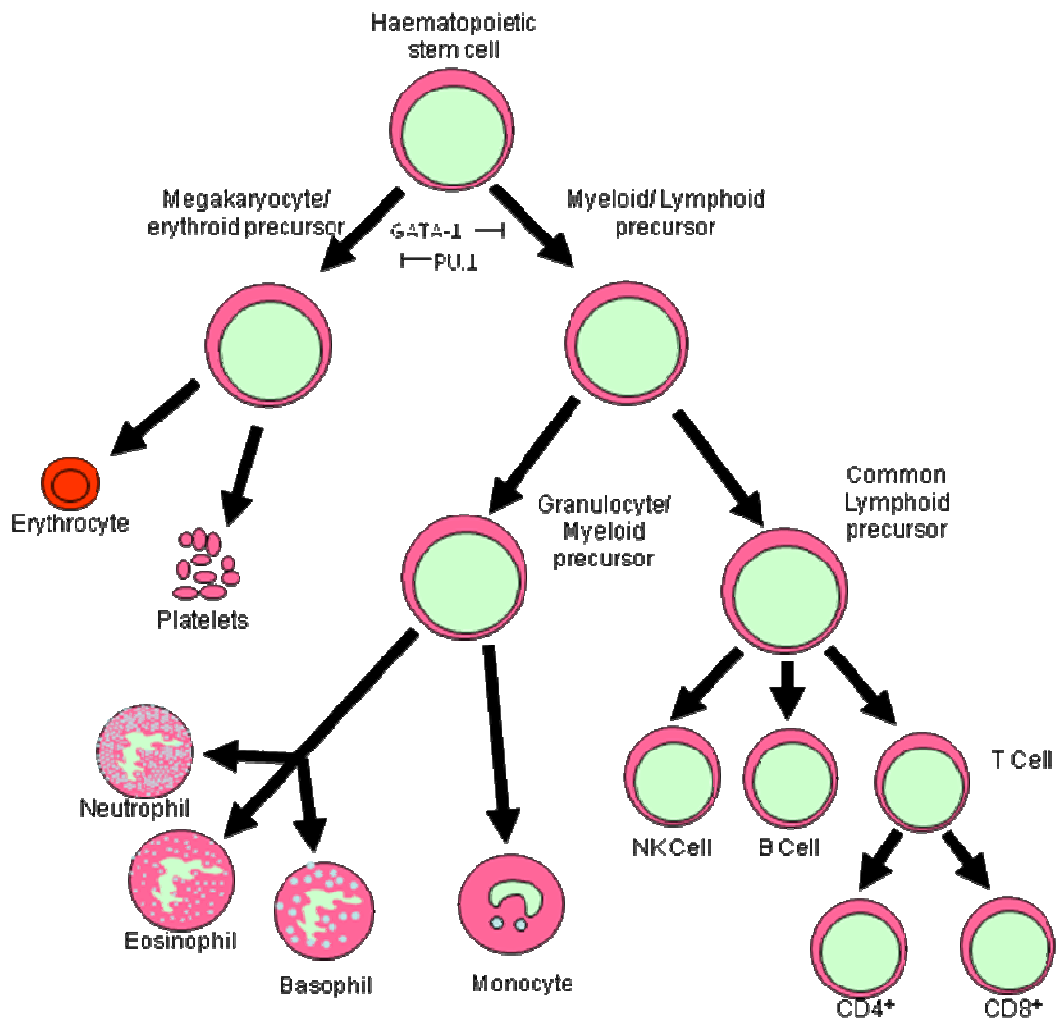 Haematopoietic
stem cell
Megakaryocyte/
erythroid precursor
Myeloid/Lymphoid
precursor
GATA-1
PU.1
Erythrocyte
Platelets
Granulocyte/
Myeloid
precursor
Common
Lymphoid
precursor
Neutrophil
Eosinophil
Basophil
Monocyte
NK Cell
B Cell
T Cell
CD4+
CD8+